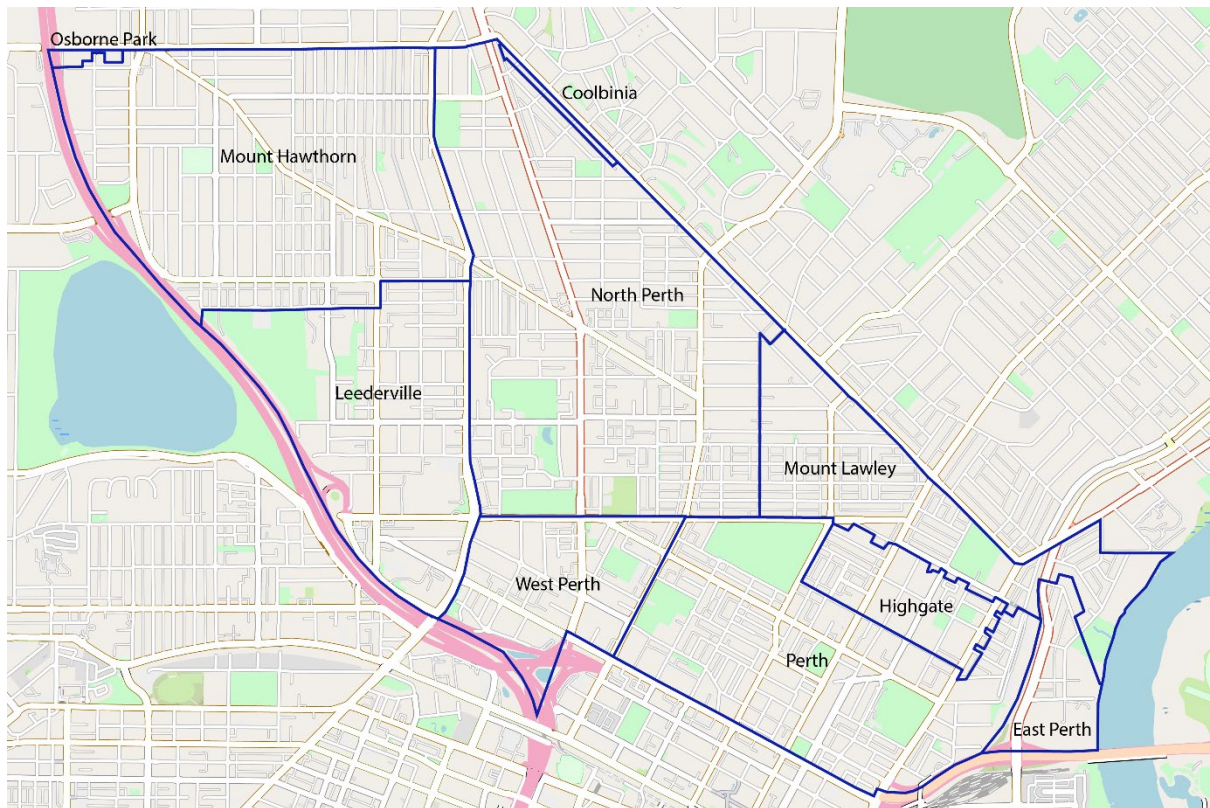 Osborne Park
Coolbinia
Mount Hawthorn
North Perth
Leederville
Mount Lawley
West Perth
Highgate
Perth
East Perth